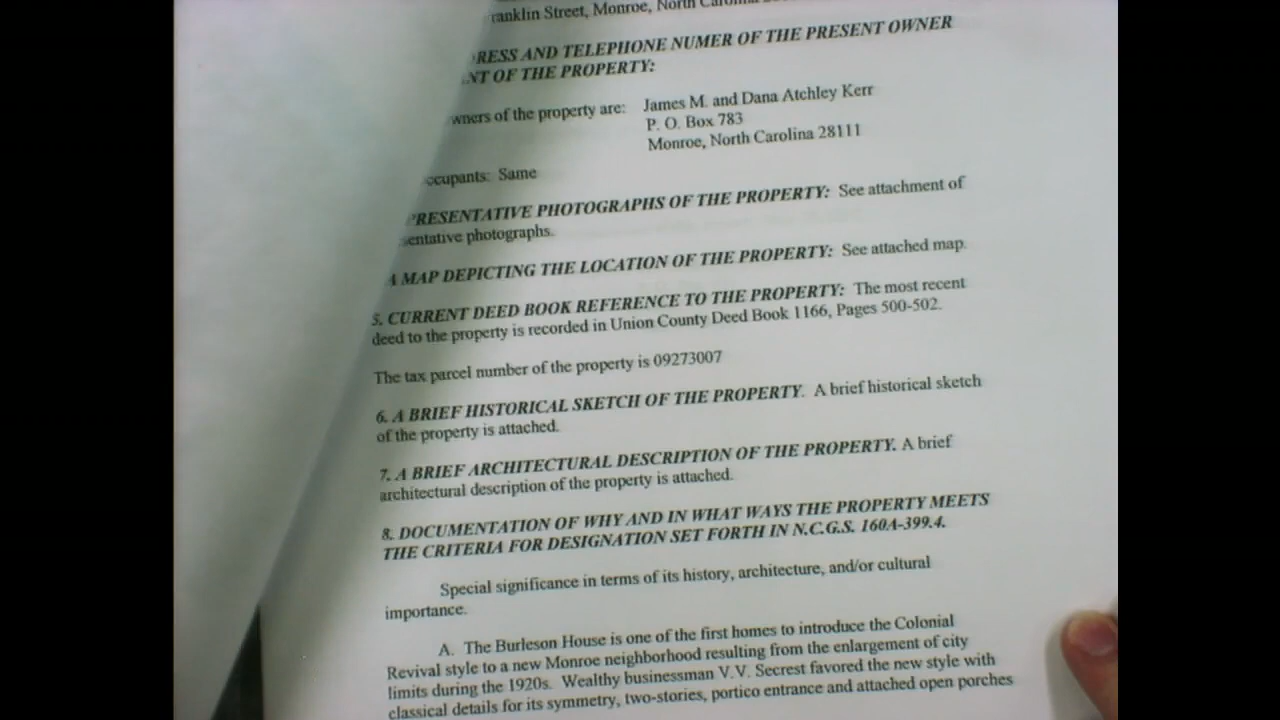 ranklin Street, Monroe, North Carolina
RESS AND TELEPHONE NUMER OF THE PRESENT OWNER
NT OF THE PROPERTY:
wners of the property are: James M. and Dana Atchley Kerr
P. O. Box 783
Monroe, North Carolina 28111
ccupants: Same
PRESENTATIVE PHOTOGRAPHS OF THE PROPERTY: See attachment of
sentative photographs.
A MAP DEPICTING THE LOCATION OF THE PROPERTY: See attached map.
5. CURRENT DEED BOOK REFERENCE TO THE PROPERTY: The most recent
deed to the property is recorded in Union County Deed Book 1166, Pages 500-502.
The tax parcel number of the property is 09273007
6. A BRIEF HISTORICAL SKETCH OF THE PROPERTY. A brief historical sketch
of the property is attached.
7. A BRIEF ARCHITECTURAL DESCRIPTION OF THE PROPERTY. A brief
architectural description of the property is attached.
8. DOCUMENTATION OF WHY AND IN WHAT WAYS THE PROPERTY MEETS
THE CRITERIA FOR DESIGNATION SET FORTH IN N.C.G.S. 160A-399.4.
Special significance in terms of its history, architecture, and/or cultural
importance.
A. The Burleson House is one of the first homes to introduce the Colonial
Revival style to a new Monroe neighborhood resulting from the enlargement of city
limits during the 1920s. Wealthy businessman V.V. Secrest favored the new style with
classical details for its symmetry, two-stories, portico entrance and attached open porches